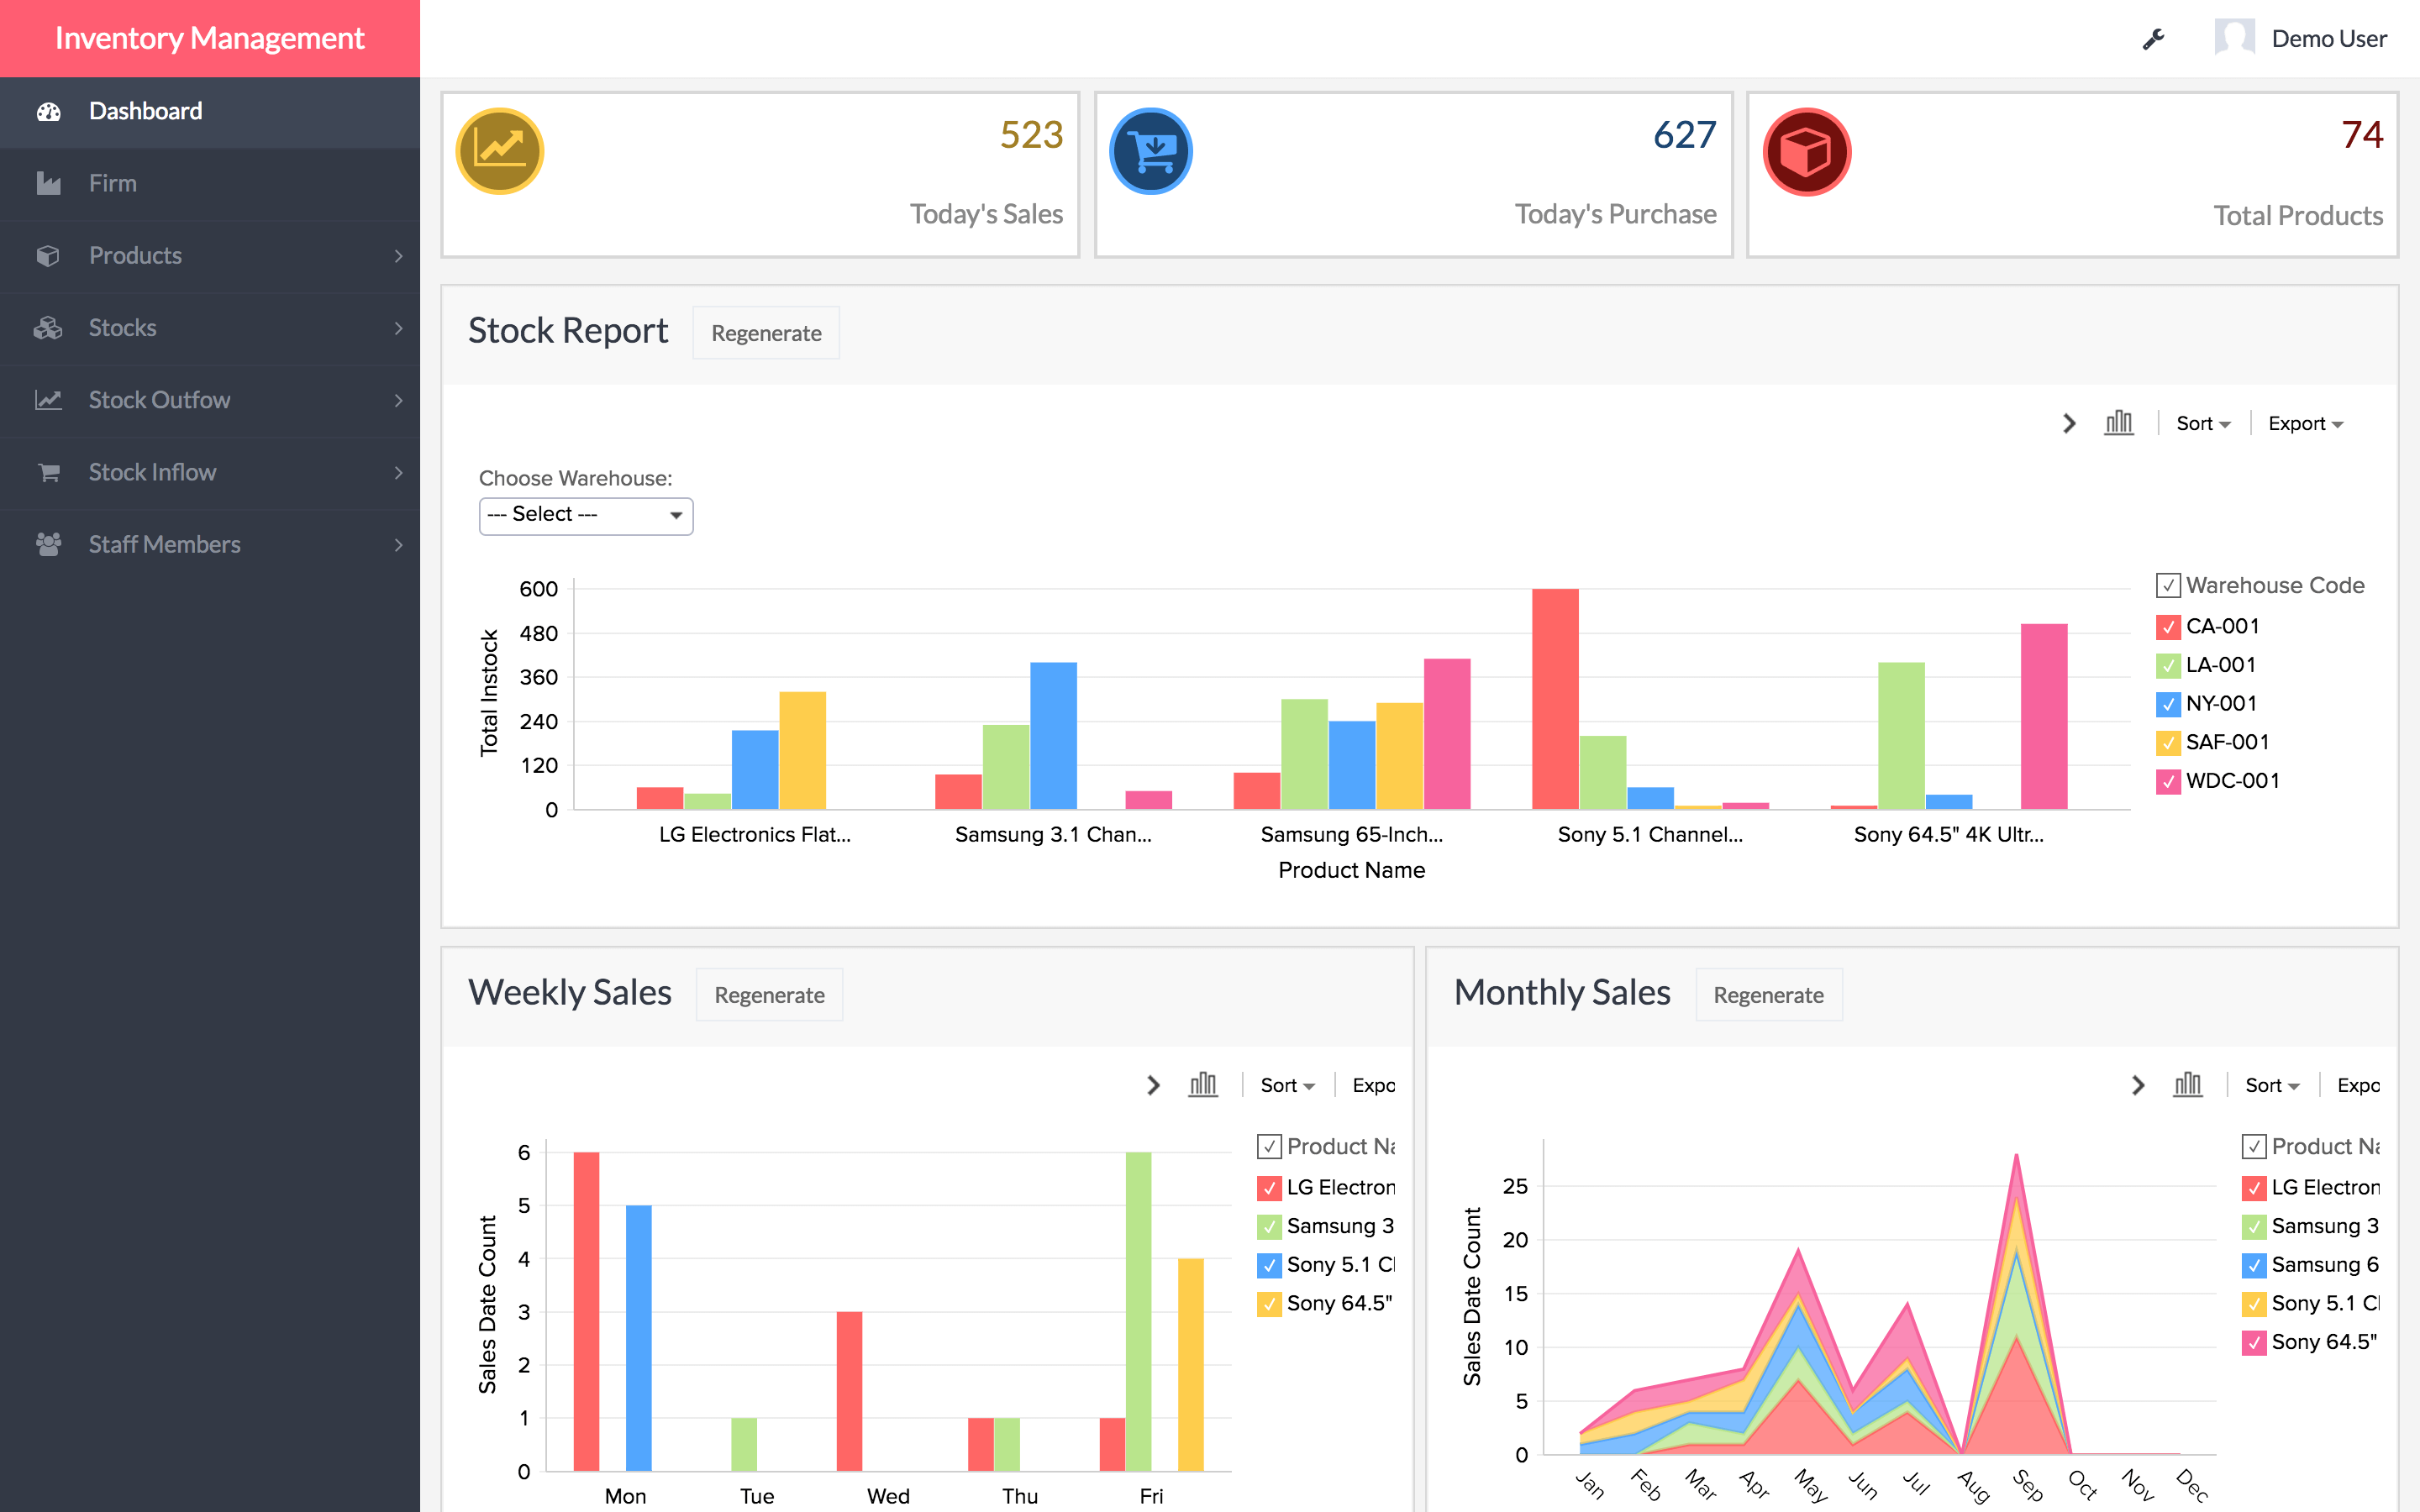 Inventory Management
Demo User
Dashboard
Firm
Products
Stocks
Stock Outfow
Stock Inflow
Staff Members
523
Today's Sales
627
Today's Purchase
74
Total Products
Stock Report
Regenerate
Sort
Export
Choose Warehouse:
--- Select ---
600
480
360
240
120
0
Total Instock
LG Electronics Flat...
Samsung 3.1 Chan...
Samsung 65-Inch...
Sony 5.1 Channel...
Sony 64.5" 4K Ultr...
Product Name
Warehouse Code
CA-001
LA-001
NY-001
SAF-001
WDC-001
Weekly Sales
Regenerate
Sort
Expo
6
5
4
3
2
1
0
Sales Date Count
Mon
Tue
Wed
Thu
Fri
Product Na
LG Electron
Samsung 3
Sony 5.1 Cl
Sony 64.5"
Monthly Sales
Regenerate
Sort
Expo
25
20
15
10
5
0
Sales Date Count
Jan
Feb
Mar
Apr
May
Jun
Jul
Aug
Sep
Oct
Nov
Dec
Product Na
LG Electron
Samsung 3
Samsung 6
Sony 5.1 Cl
Sony 64.5"